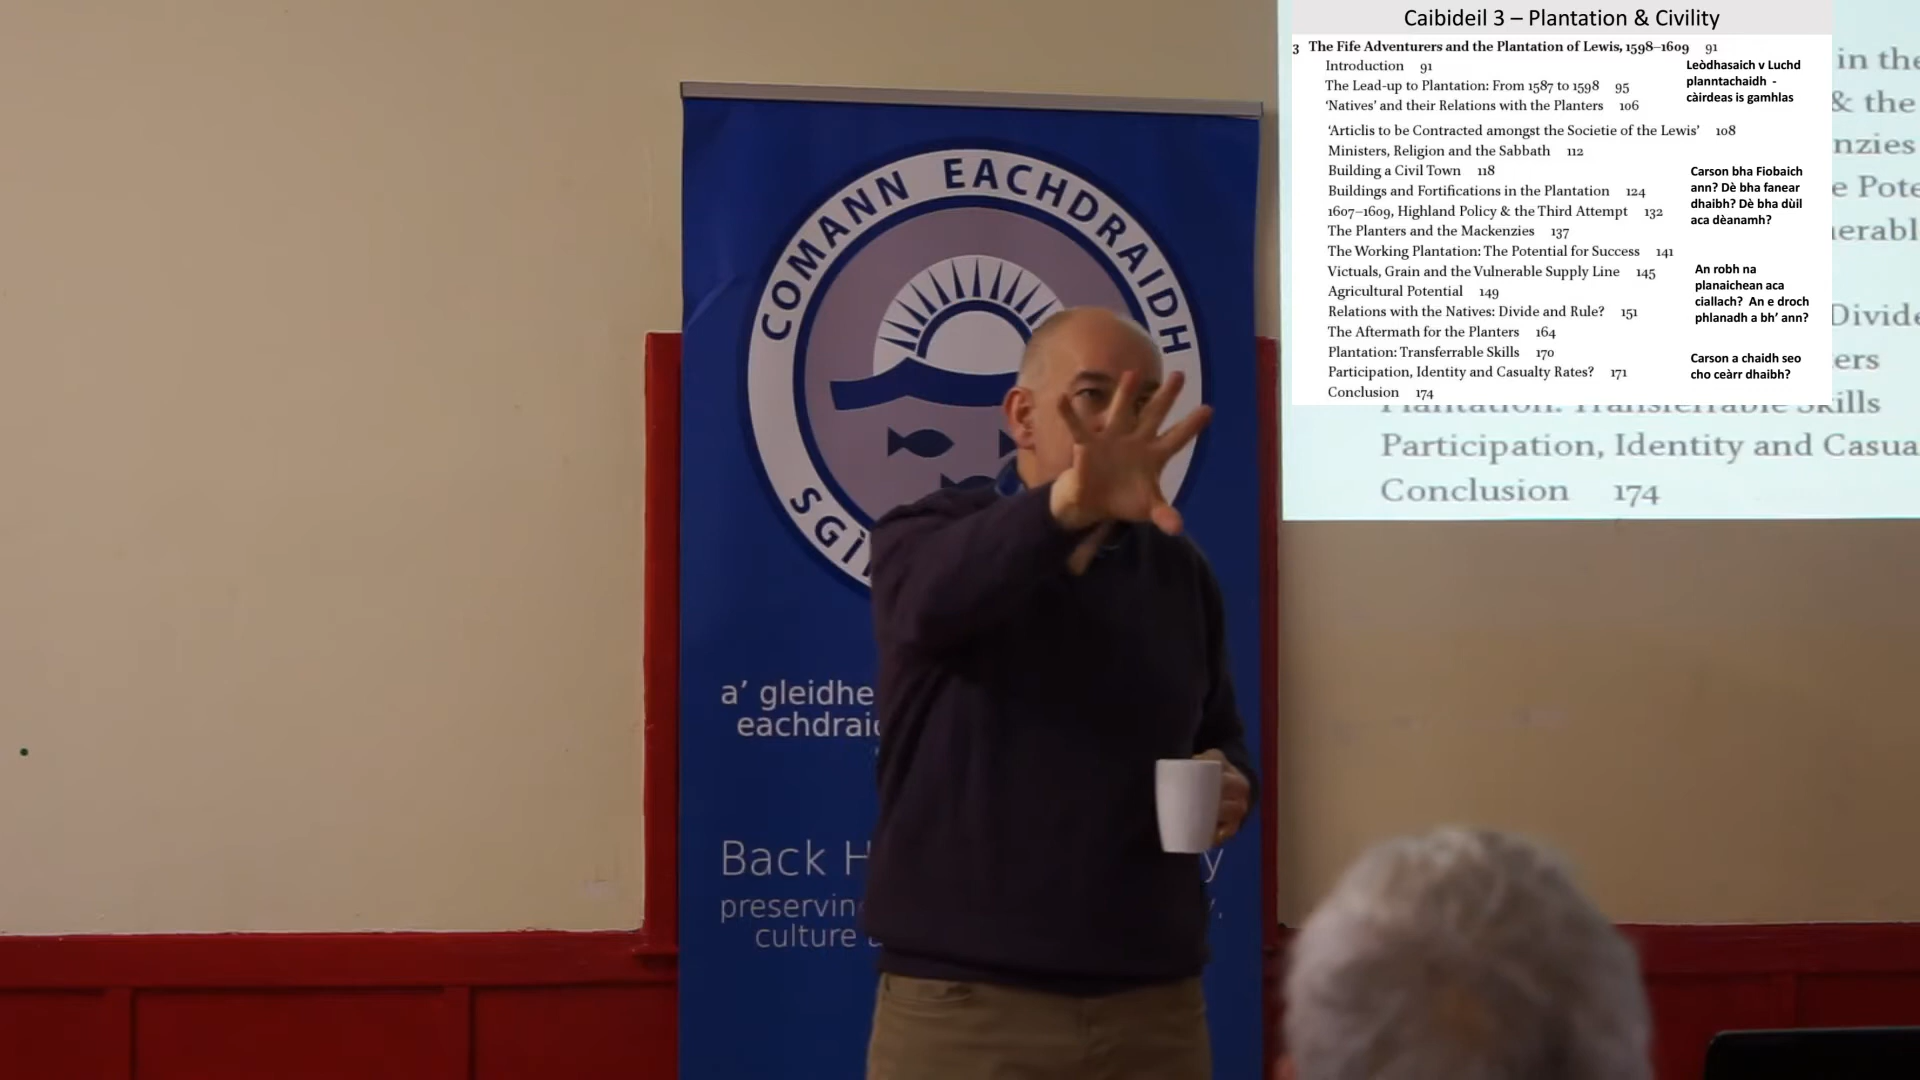 Caibideil 3 – Plantation & Civility
3 The Fife Adventurers and the Plantation of Lewis, 1598–1609 91
Introduction 91
The Lead-up to Plantation: From 1587 to 1598 95
‘Natives’ and their Relations with the Planters 106
‘Articlis to be Contracted amongst the Societie of the Lewis’ 108
Ministers, Religion and the Sabbath 112
Building a Civil Town 118
Buildings and Fortifications in the Plantation 124
1607–1609, Highland Policy & the Third Attempt 132
The Planters and the Mackenzies 137
The Working Plantation: The Potential for Success 141
Victuals, Grain and the Vulnerable Supply Line 145
Agricultural Potential 149
Relations with the Natives: Divide and Rule? 151
The Aftermath for the Planters 164
Plantation: Transferrable Skills 170
Participation, Identity and Casualty Rates? 171
Conclusion 174
Leòdhasaich v Luchd
planntachaidh -
càirdeas is gamhlas
Carson bha Fiobaich
ann? Dè bha fanear
dhaibh? Dè bha dùil
aca dèanamh?
An robh na
planaichean aca
ciallach? An e droch
phlanadh a bh’ ann?
Carson a chaidh seo
cho ceàrr dhaibh?
in the
& the
nzies
e Pote
erabl
Divide
ers
Plantation: Transferrable Skills
Participation, Identity and Casua
Conclusion 174
COMANN EACHDRAIDH
SGÌ
a’ gleidhe
eachdraid
Back H y
preservin y,
culture a